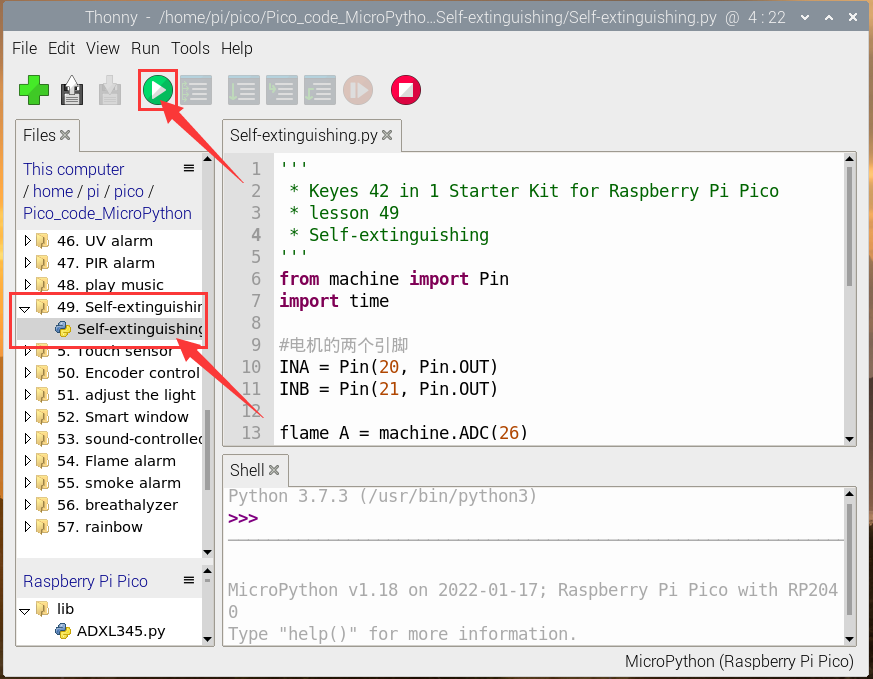 Thonny - /home/pi/pico/Pico_code_MicroPytho...Self-extinguishing/Self-extinguishing.py @ 4 : 22
File Edit View Run Tools Help
Files
This computer
/ home / pi / pico /
Pico_code_MicroPython
46. UV alarm
47. PIR alarm
48. play music
49. Self-extinguishin
Self-extinguishing
5. Touch sensor
50. Encoder control
51. adjust the light
52. Smart window
53. sound-controlled
54. Flame alarm
55. smoke alarm
56. breathalyzer
57. rainbow
Raspberry Pi Pico
lib
ADXL345.py
Self-extinguishing.py
1 '''
2 * Keyes 42 in 1 Starter Kit for Raspberry Pi Pico
3 * lesson 49
4 * Self-extinguishing
5 '''
6 from machine import Pin
7 import time
8
9 #电机的两个引脚
10 INA = Pin(20, Pin.OUT)
11 INB = Pin(21, Pin.OUT)
12
13 flame_A = machine.ADC(26)
Shell
Python 3.7.3 (/usr/bin/python3)
>>>
MicroPython v1.18 on 2022-01-17; Raspberry Pi Pico with RP204
0
Type "help()" for more information.
MicroPython (Raspberry Pi Pico)